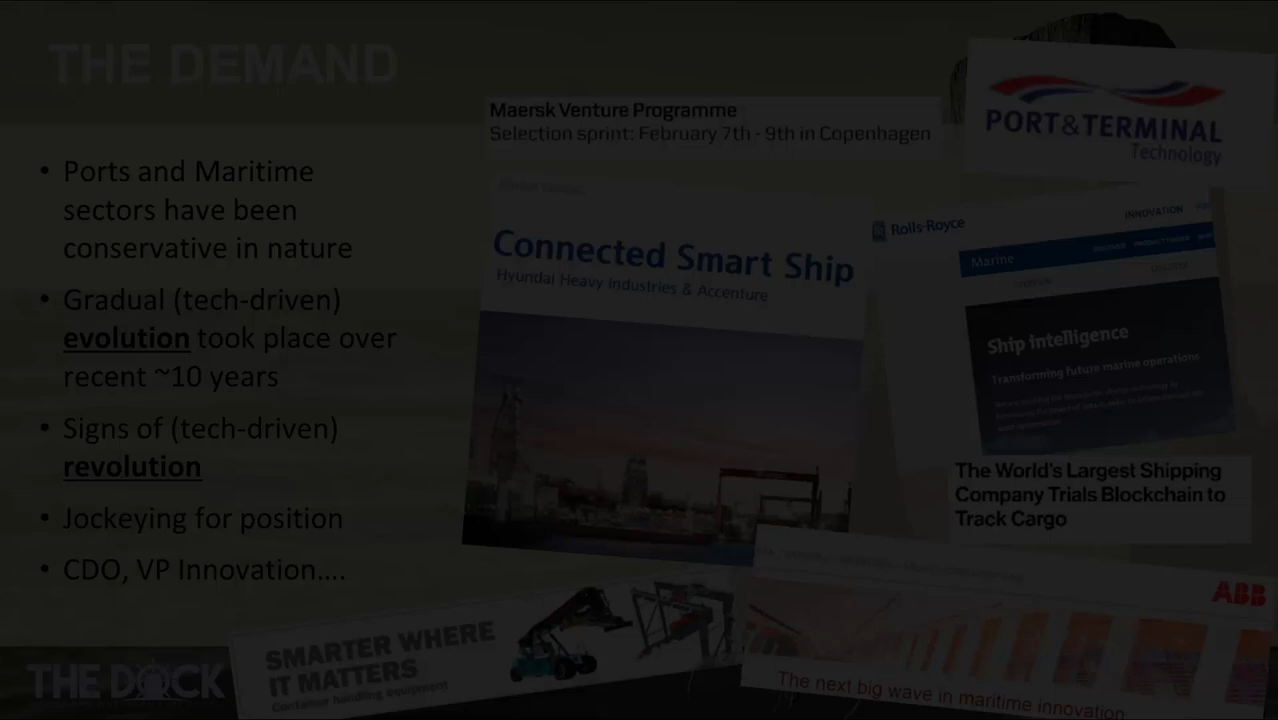 THE DEMAND
• Ports and Maritime
sectors have been
conservative in nature
• Gradual (tech-driven)
evolution took place over
recent ~10 years
• Signs of (tech-driven)
revolution
• Jockeying for position
• CDO, VP Innovation....
Maersk Venture Programme
Selection sprint: February 7th - 9th in Copenhagen
PORT&TERMINAL
Technology
Connected Smart Ship
Hyundai Heavy Industries & Accenture
Rolls-Royce
INNOVATION
Marine
Ship intelligence
Transforming future marine operations
The World's Largest Shipping
Company Trials Blockchain to
Track Cargo
ABB
The next big wave in maritime innovation
SMARTER WHERE
IT MATTERS
Container handling equipment
THE DOCK